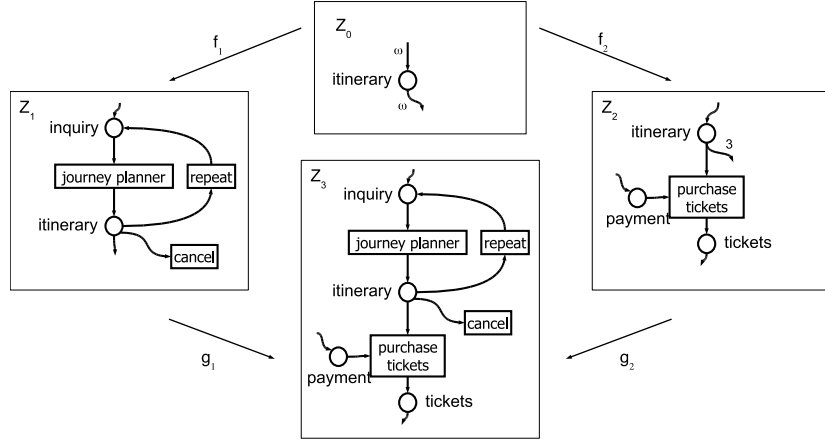 Z0
ω
itinerary
ω
f1
f2
Z1
inquiry
journey planner
repeat
itinerary
cancel
Z2
itinerary
3
purchase
tickets
payment
tickets
Z3
inquiry
journey planner
repeat
itinerary
cancel
purchase
tickets
payment
tickets
g1
g2